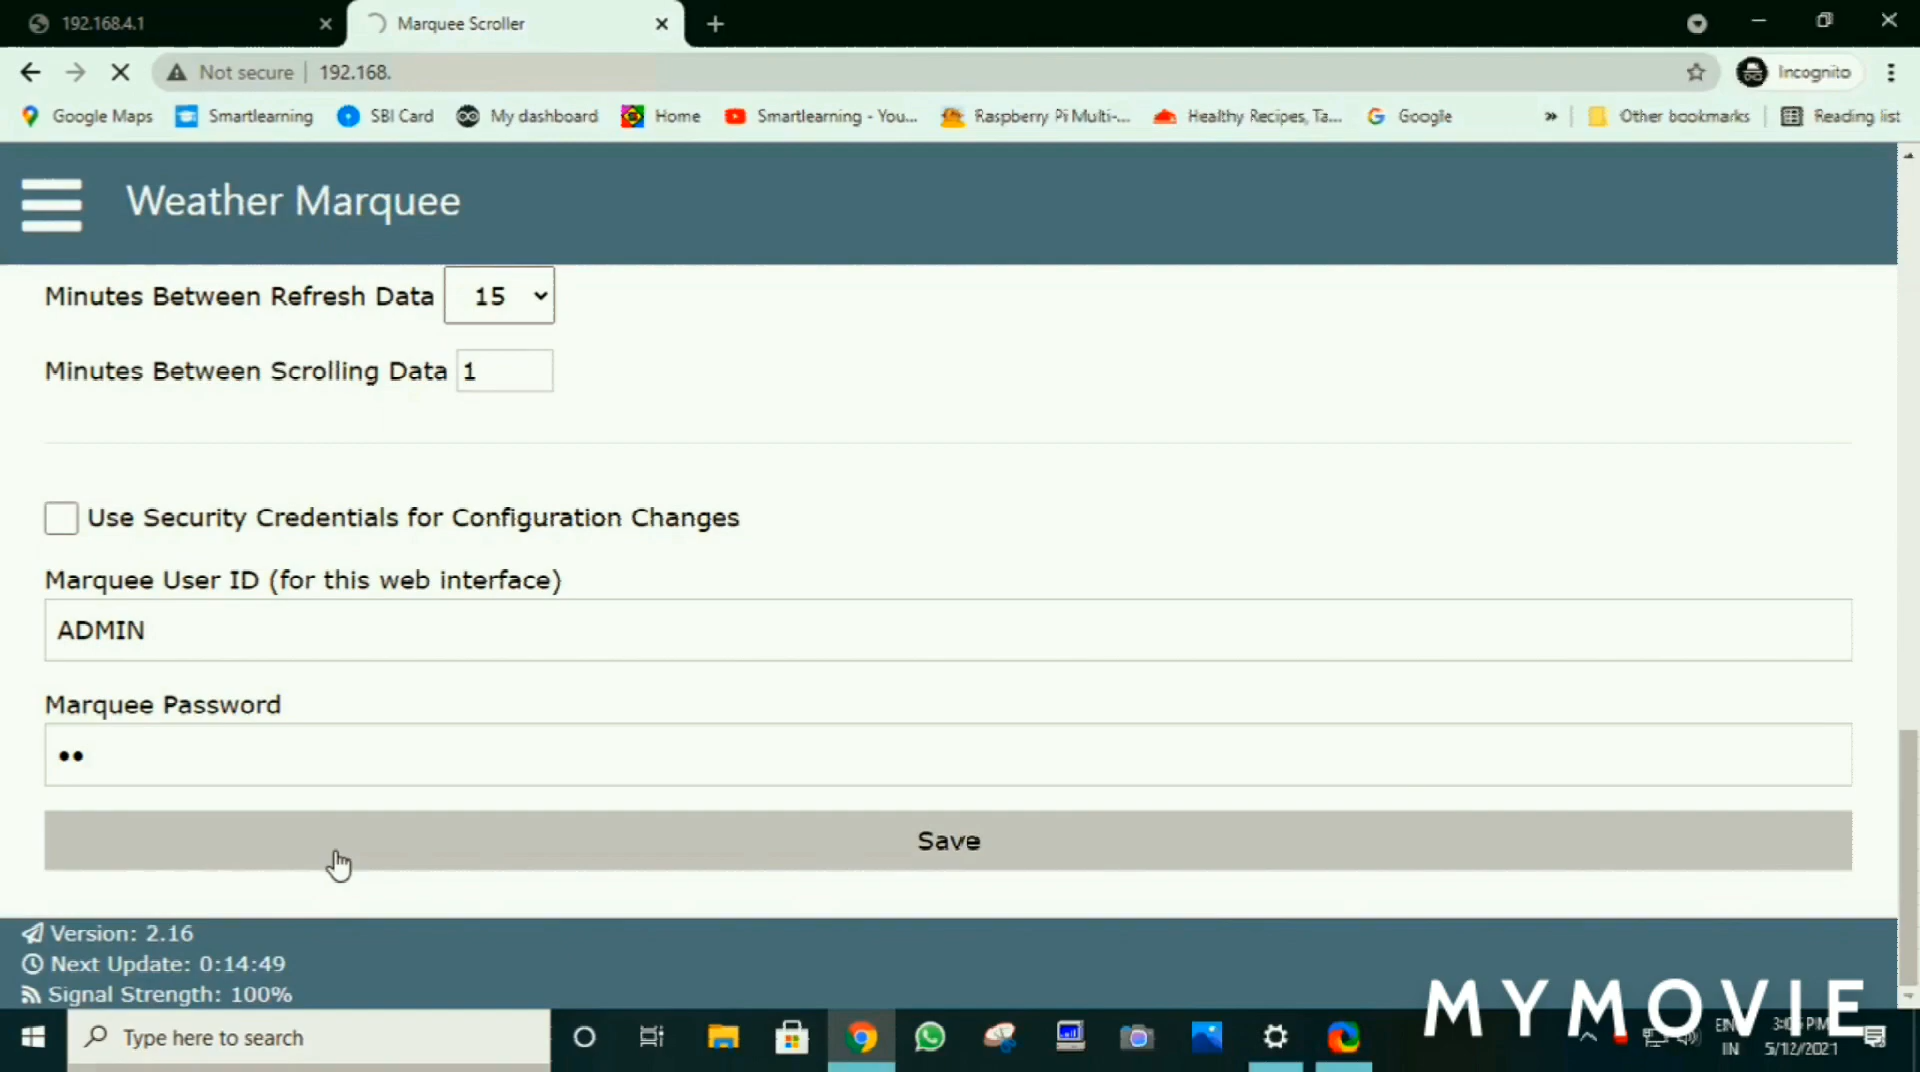 192.168.4.1
Marquee Scroller
Not secure
192.168.
Incognito
Google Maps
Smartlearning
SBI Card
My dashboard
Home
Smartlearning - You...
Raspberry Pi Multi-...
Healthy Recipes, Ta...
Google
Other bookmarks
Reading list
Weather Marquee
Minutes Between Refresh Data 15
Minutes Between Scrolling Data 1
Use Security Credentials for Configuration Changes
Marquee User ID (for this web interface)
ADMIN
Marquee Password
Save
Version: 2.16
Next Update: 0:14:49
Signal Strength: 100%
MYMOVIE
Type here to search
IN
5/12/2021